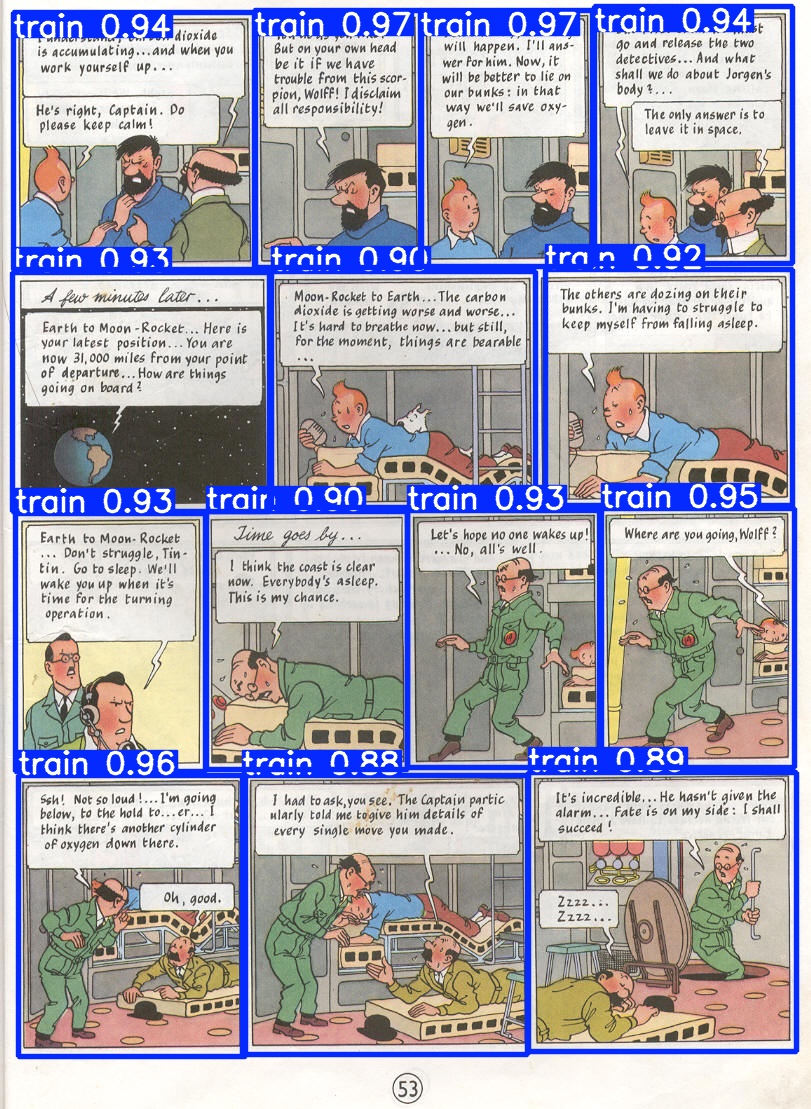 train 0.94
dioxide
is accumulating...and when you
work yourself up...
He's right, Captain. Do
please keep calm!
train 0.97
But on your own head
be it if we have
trouble from this scor-
pion, Wolff! I disclaim
all responsibility!
train 0.97
will happen. I'll ans-
wer for him. Now, it
will be better to lie on
our bunks: in that
way we'll save oxy-
gen.
train 0.94
go and release the two
detectives... And what
shall we do about Jorgen's
body?...
The only answer is to
leave it in space.
train 0.93
A few minutes later...
Earth to Moon-Rocket... Here is
your latest position... You are
now 31,000 miles from your point
of departure... How are things
going on board?
train 0.90
Moon-Rocket to Earth... The carbon
dioxide is getting worse and worse...
It's hard to breathe now... but still,
for the moment, things are bearable
...
train 0.92
The others are dozing on their
bunks. I'm having to struggle to
keep myself from falling asleep.
train 0.93
Earth to Moon-Rocket
... Don't struggle, Tin-
tin. Go to sleep. We'll
wake you up when it's
time for the turning
operation.
train 0.90
Time goes by...
I think the coast is clear
now. Everybody's asleep.
This is my chance.
train 0.93
Let's hope no one wakes up!
... No, all's well.
train 0.95
Where are you going, Wolff?
train 0.96
Ssh! Not so loud!... I'm going
below, to the hold to...er... I
think there's another cylinder
of oxygen down there.
Oh, good.
train 0.88
I had to ask, you see. The Captain partic
ularly told me to give him details of
every single move you made.
train 0.89
It's incredible... He hasn't given the
alarm... Fate is on my side: I shall
succeed!
Zzzz...
Zzzz...
53